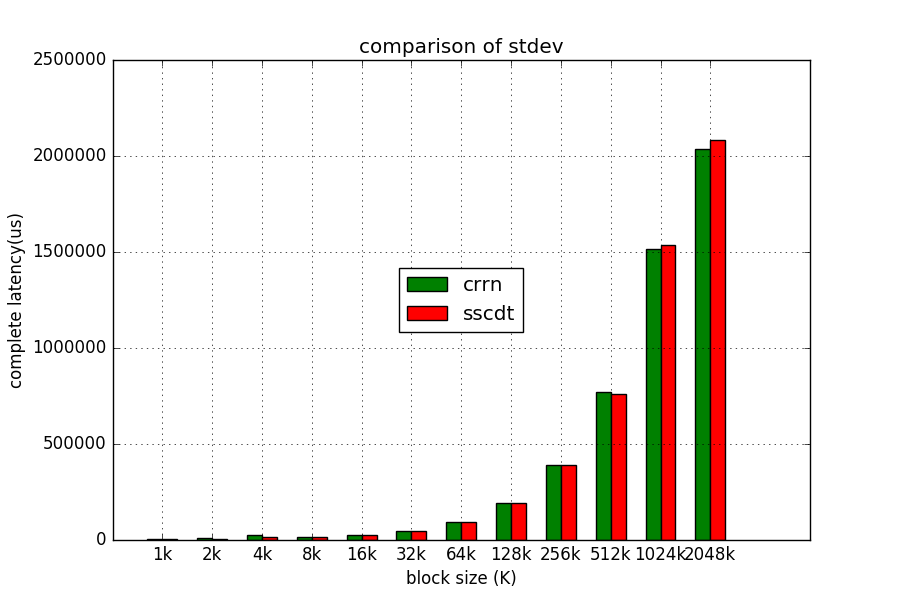 comparison of stdev
2500000
2000000
1500000
1000000
500000
0
complete latency(us)
crrn
sscdt
1k 2k 4k 8k 16k 32k 64k 128k 256k 512k 1024k 2048k
block size (K)